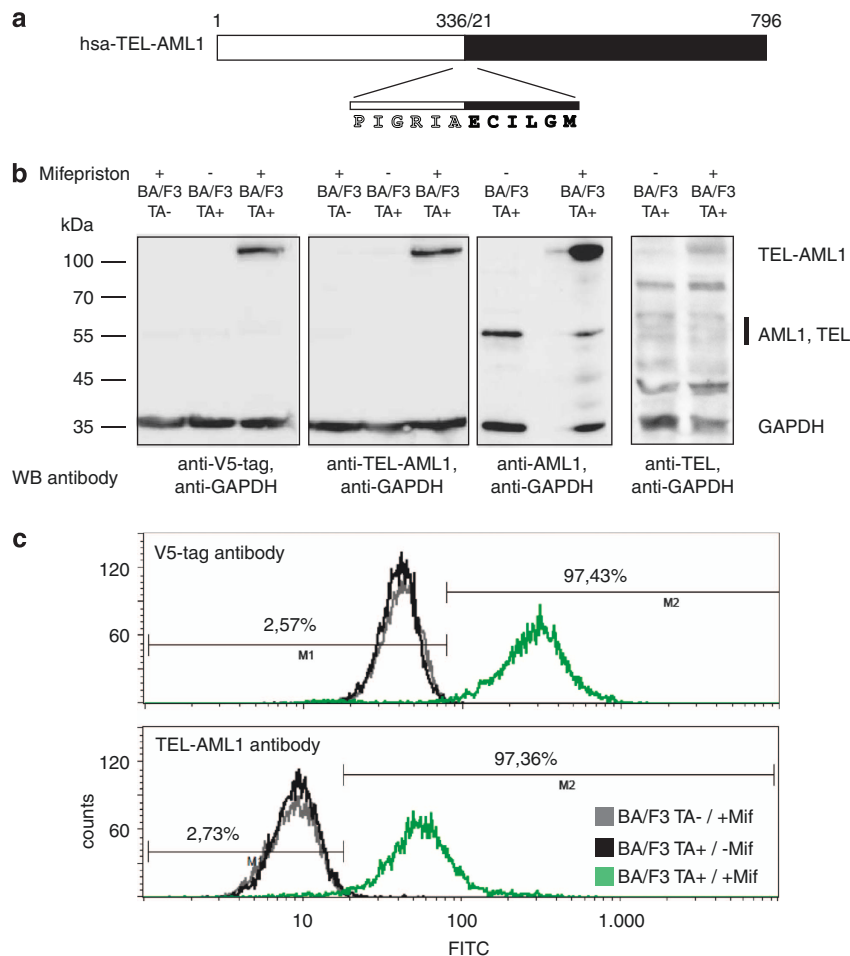 a
1 336/21 796
hsa-TEL-AML1
P I G R I A E C I L G M
b
Mifepriston + - + + - + - + - +
BA/F3 BA/F3 BA/F3 BA/F3 BA/F3 BA/F3 BA/F3 BA/F3 BA/F3 BA/F3
TA- TA+ TA+ TA- TA+ TA+ TA+ TA+ TA+ TA+
kDa
100 TEL-AML1
70
55 AML1, TEL
45
35 GAPDH
WB antibody
anti-V5-tag,
anti-GAPDH
anti-TEL-AML1,
anti-GAPDH
anti-AML1,
anti-GAPDH
anti-TEL,
anti-GAPDH
c
V5-tag antibody
120
60
2,57%
M1
97,43%
M2
TEL-AML1 antibody
120
60
counts
2,73%
M
97,36%
M2
BA/F3 TA- / +Mif
BA/F3 TA+ / -Mif
BA/F3 TA+ / +Mif
10 100 1.000
FITC